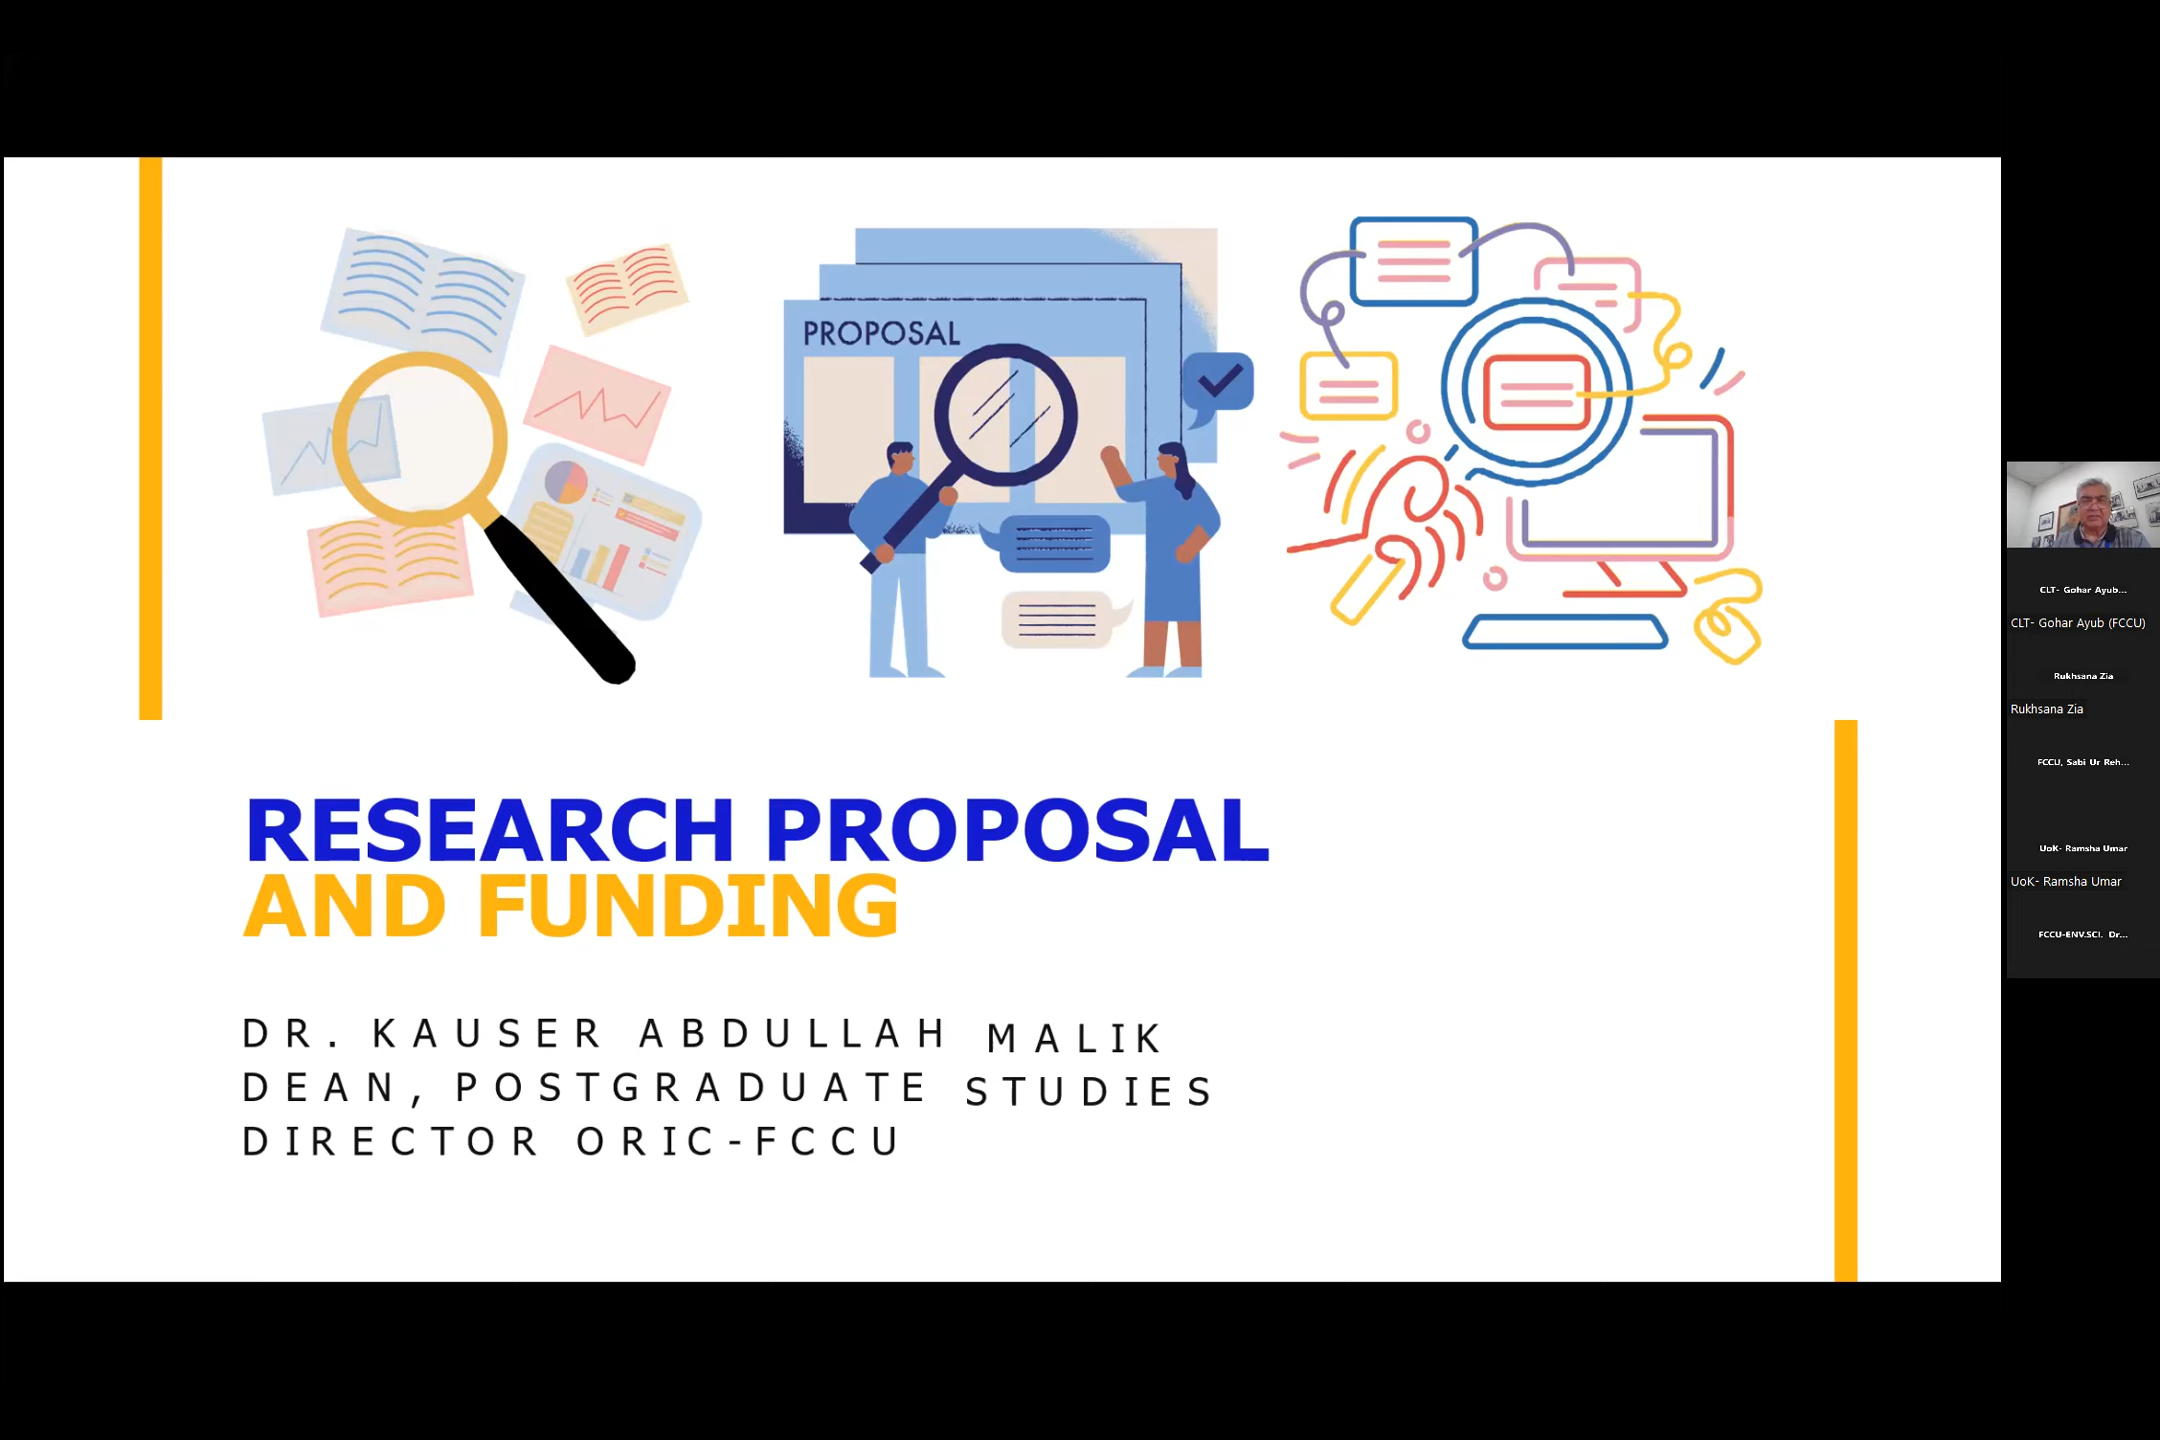 PROPOSAL
RESEARCH PROPOSAL
AND FUNDING
DR. KAUSER ABDULLAH MALIK
DEAN, POSTGRADUATE STUDIES
DIRECTOR ORIC-FCCU
CLT- Gohar Ayub...
CLT- Gohar Ayub (FCCU)
Rukhsana Zia
Rukhsana Zia
FCCU, Sabi Ur Reh...
UoK- Ramsha Umar
UoK- Ramsha Umar
FCCU-ENV.SCI. Dr...